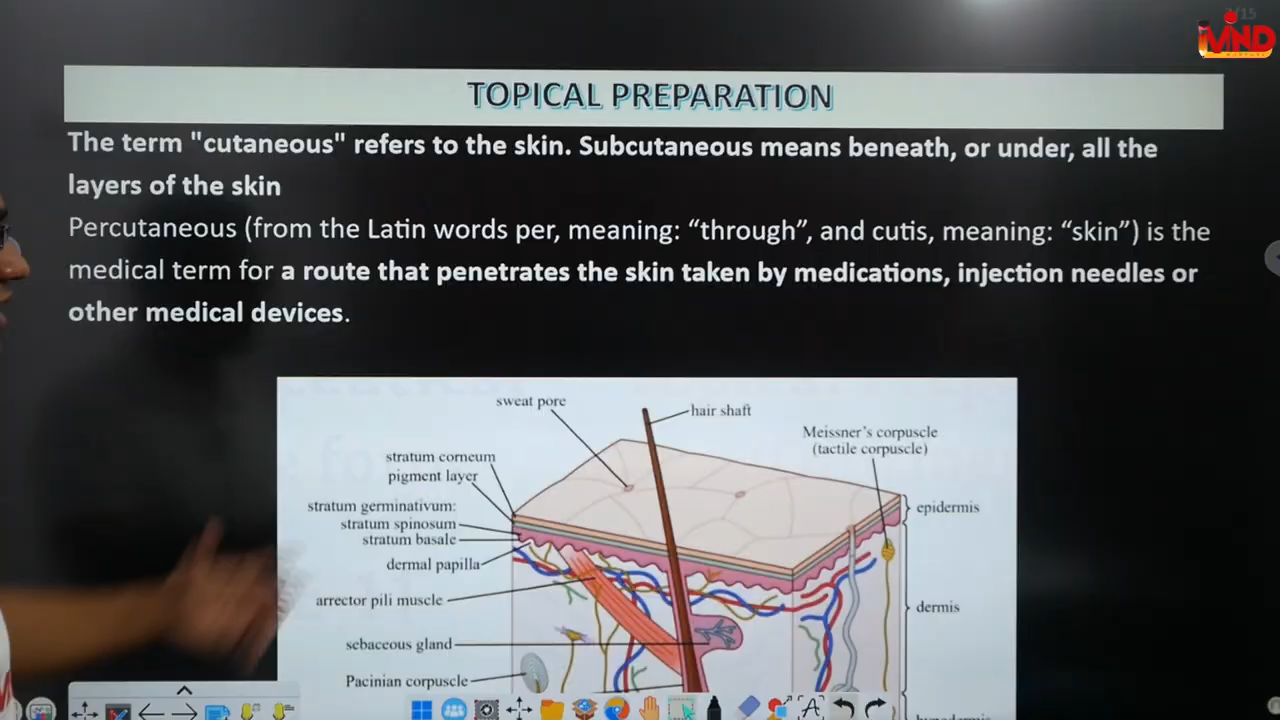 /15
MIND
TOPICAL PREPARATION
The term "cutaneous" refers to the skin. Subcutaneous means beneath, or under, all the
layers of the skin
Percutaneous (from the Latin words per, meaning: “through”, and cutis, meaning: “skin”) is the
medical term for a route that penetrates the skin taken by medications, injection needles or
other medical devices.
sweat pore
hair shaft
Meissner's corpuscle
(tactile corpuscle)
stratum corneum
pigment layer
stratum germinativum:
stratum spinosum
stratum basale
epidermis
dermal papilla
arrector pili muscle
dermis
sebaceous gland
Pacinian corpuscle